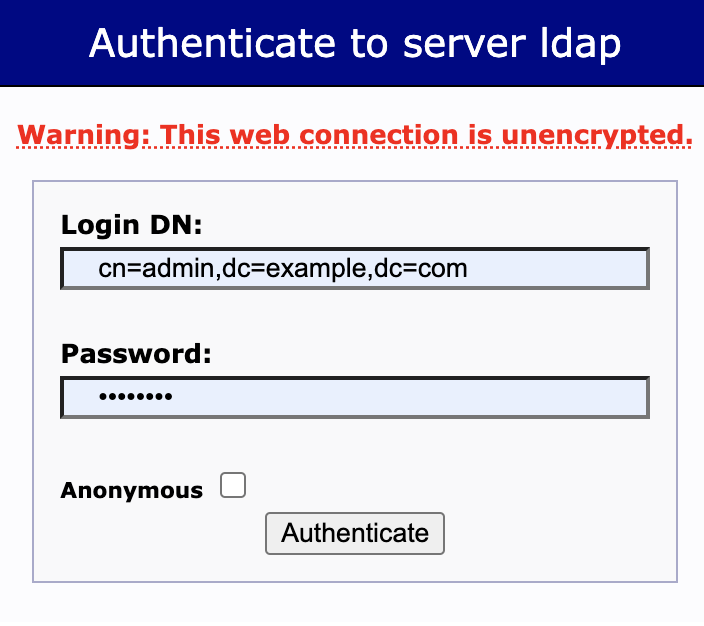 Authenticate to server ldap
Warning: This web connection is unencrypted.
Login DN:
cn=admin,dc=example,dc=com
Password:
••••••••
Anonymous
Authenticate